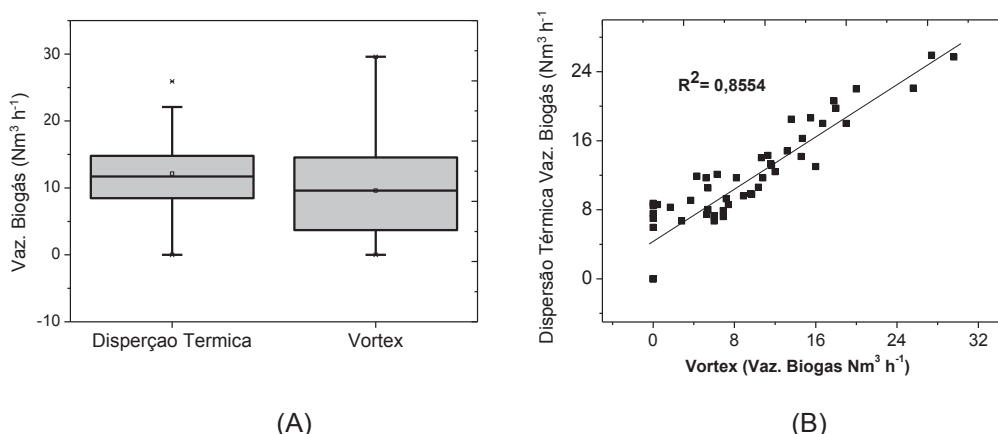 Vaz. Biogás (Nm³ h⁻¹)
30
20
10
0
-10
Disperçao Termica
Vortex
(A)
Dispersão Térmica Vaz. Biogás (Nm³ h⁻¹)
24
16
8
0
R²= 0,8554
0
8
16
24
32
Vortex (Vaz. Biogas Nm³ h⁻¹)
(B)